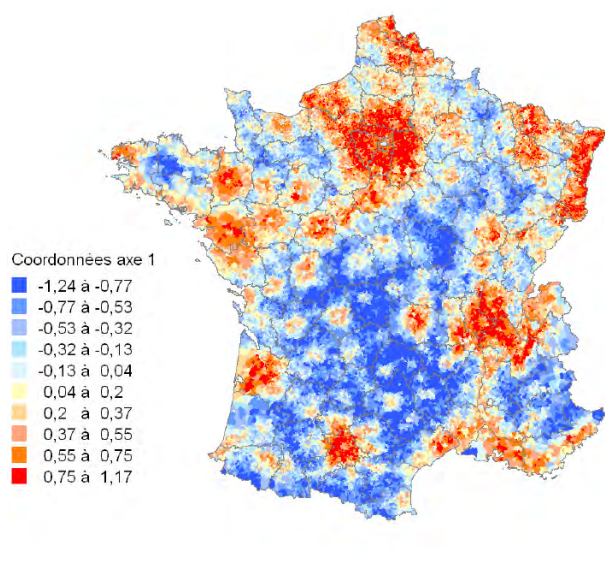 Coordonnées axe 1
-1,24 à -0,77
-0,77 à -0,53
-0,53 à -0,32
-0,32 à -0,13
-0,13 à 0,04
0,04 à 0,2
0,2 à 0,37
0,37 à 0,55
0,55 à 0,75
0,75 à 1,17